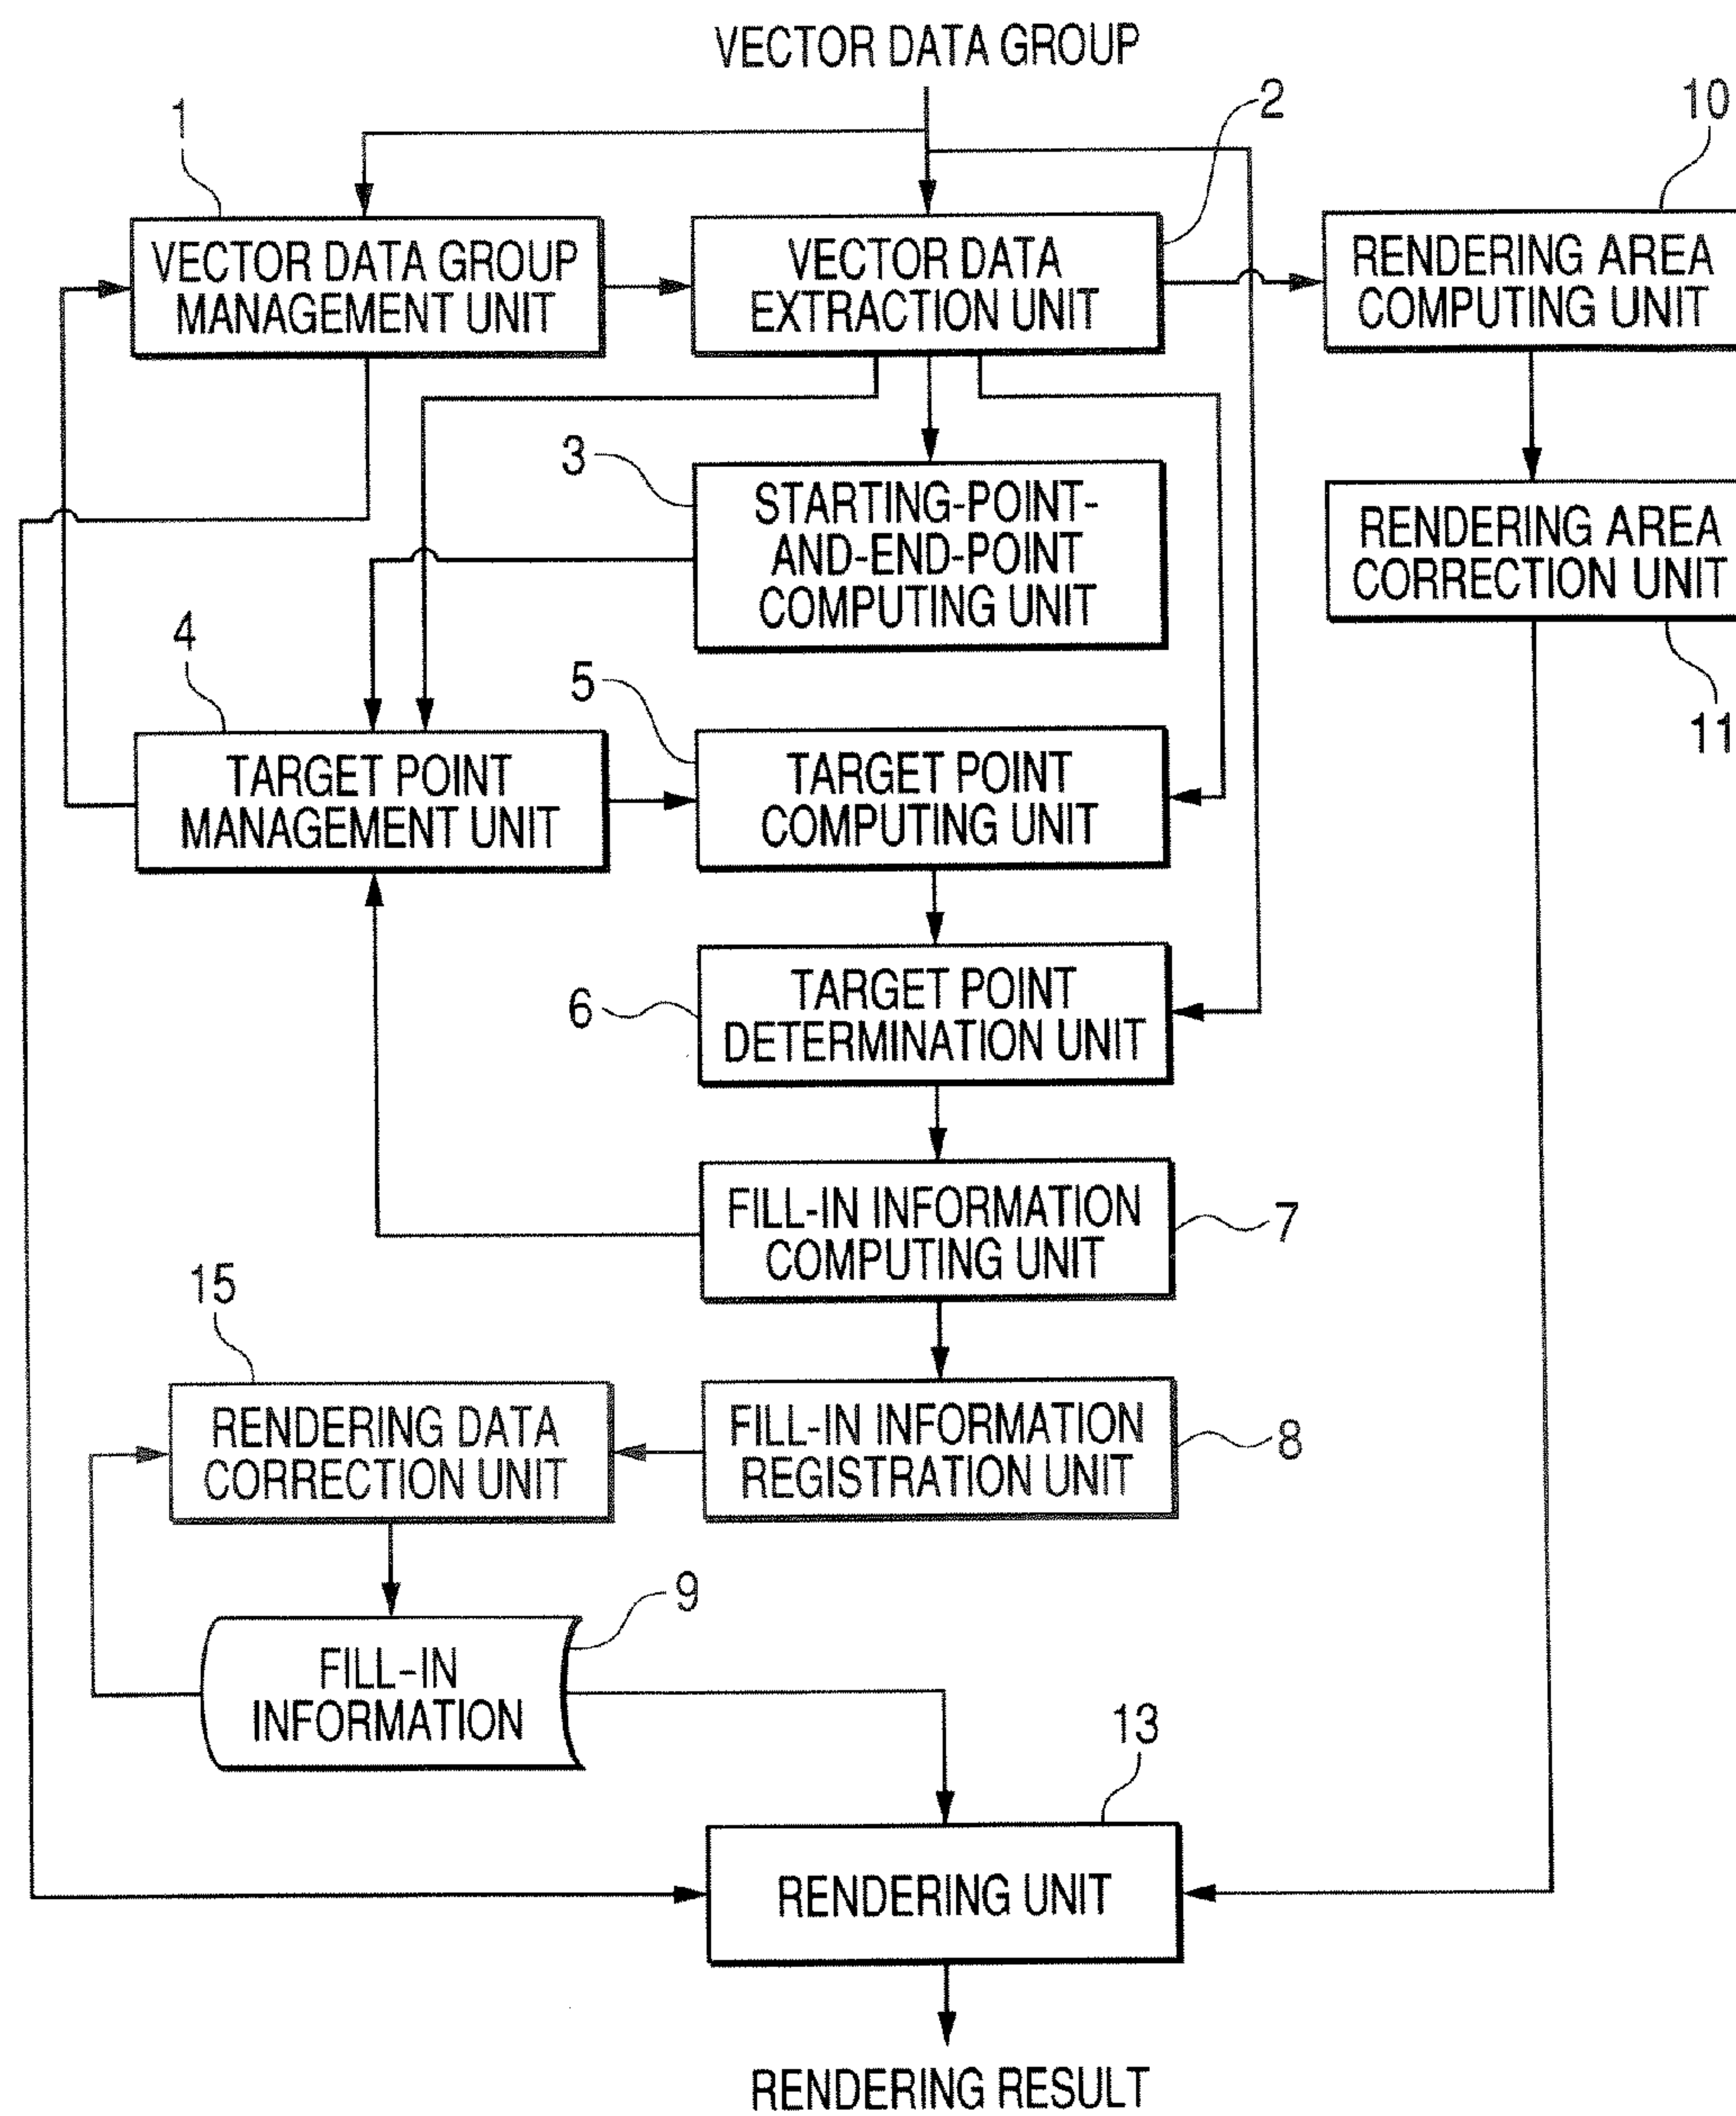 VECTOR DATA GROUP
1
2
10
VECTOR DATA GROUP
MANAGEMENT UNIT
VECTOR DATA
EXTRACTION UNIT
RENDERING AREA
COMPUTING UNIT
3
STARTING-POINT-
AND-END-POINT
COMPUTING UNIT
RENDERING AREA
CORRECTION UNIT
11
4
TARGET POINT
MANAGEMENT UNIT
5
TARGET POINT
COMPUTING UNIT
6
TARGET POINT
DETERMINATION UNIT
FILL-IN INFORMATION
COMPUTING UNIT
7
15
RENDERING DATA
CORRECTION UNIT
FILL-IN INFORMATION
REGISTRATION UNIT
8
9
FILL-IN
INFORMATION
13
RENDERING UNIT
RENDERING RESULT